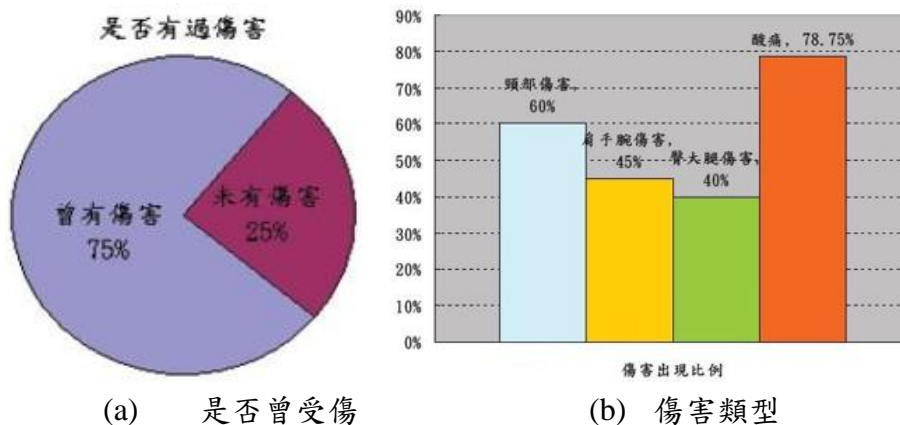 是否有過傷害
曾有傷害
75%
未有傷害
25%
(a) 是否曾受傷
90%
80%
70%
60%
50%
40%
30%
20%
10%
0%
頸部傷害,
60%
肩手腕傷害,
45%
臀大腿傷害,
40%
酸痛, 78.75%
傷害出現比例
(b) 傷害類型